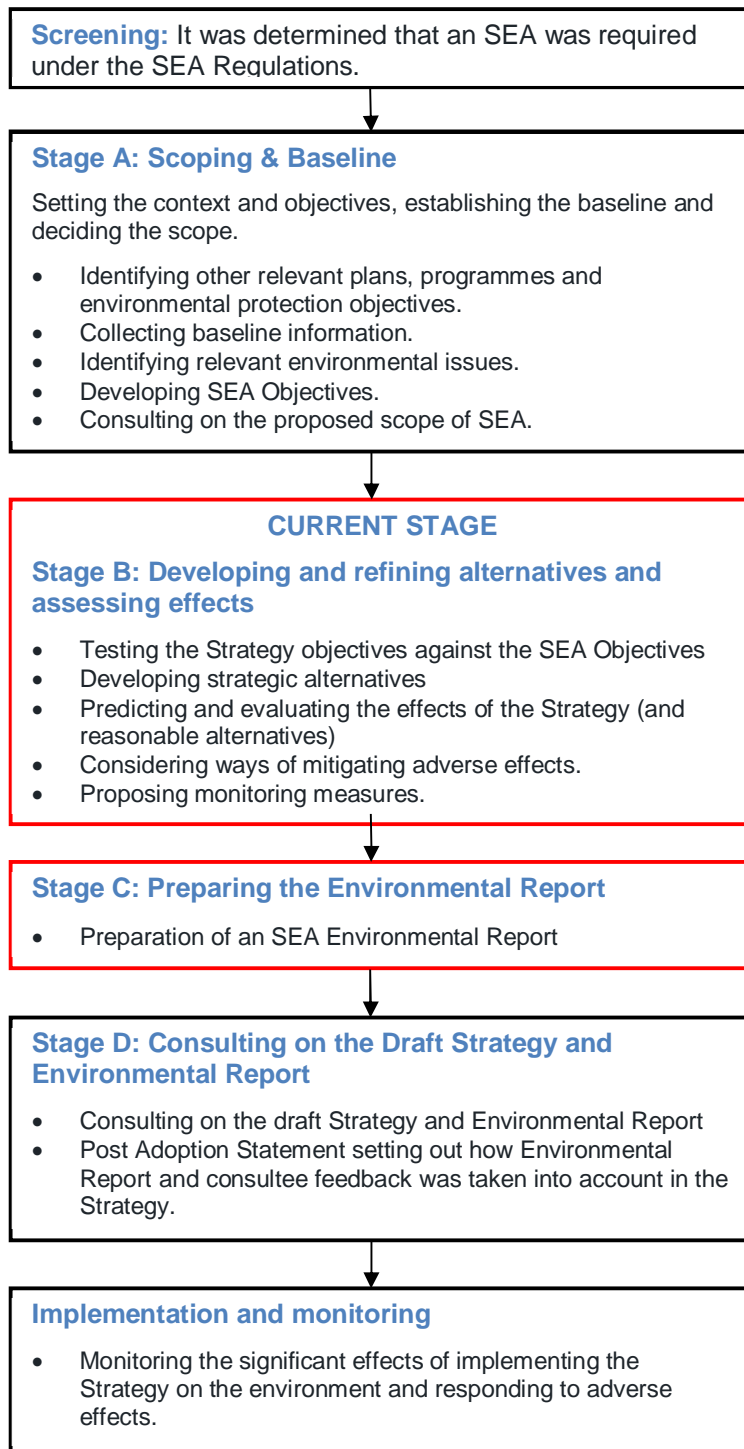 Screening: It was determined that an SEA was required
under the SEA Regulations.
Stage A: Scoping & Baseline
Setting the context and objectives, establishing the baseline and
deciding the scope.
• Identifying other relevant plans, programmes and
environmental protection objectives.
• Collecting baseline information.
• Identifying relevant environmental issues.
• Developing SEA Objectives.
• Consulting on the proposed scope of SEA.
CURRENT STAGE
Stage B: Developing and refining alternatives and
assessing effects
• Testing the Strategy objectives against the SEA Objectives
• Developing strategic alternatives
• Predicting and evaluating the effects of the Strategy (and
reasonable alternatives)
• Considering ways of mitigating adverse effects.
• Proposing monitoring measures.
Stage C: Preparing the Environmental Report
• Preparation of an SEA Environmental Report
Stage D: Consulting on the Draft Strategy and
Environmental Report
• Consulting on the draft Strategy and Environmental Report
• Post Adoption Statement setting out how Environmental
Report and consultee feedback was taken into account in the
Strategy.
Implementation and monitoring
• Monitoring the significant effects of implementing the
Strategy on the environment and responding to adverse
effects.